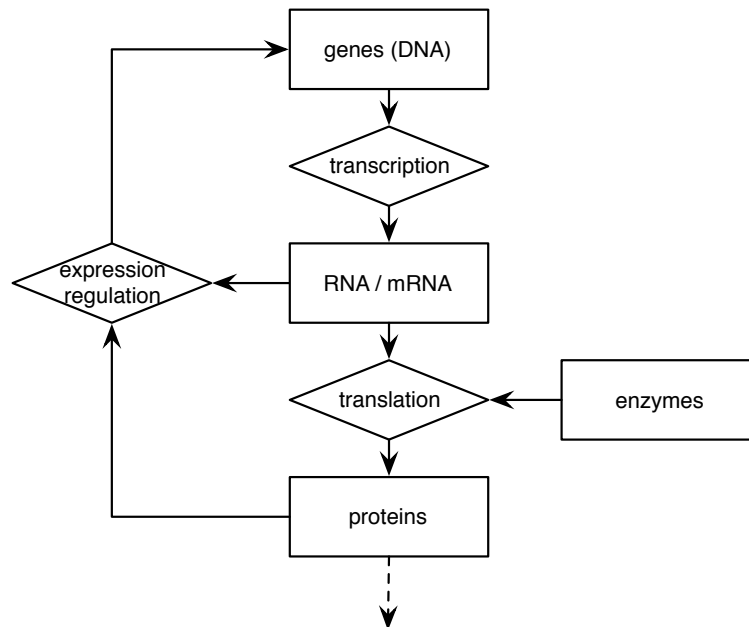 genes (DNA)
transcription
expression
regulation
RNA / mRNA
translation
enzymes
proteins